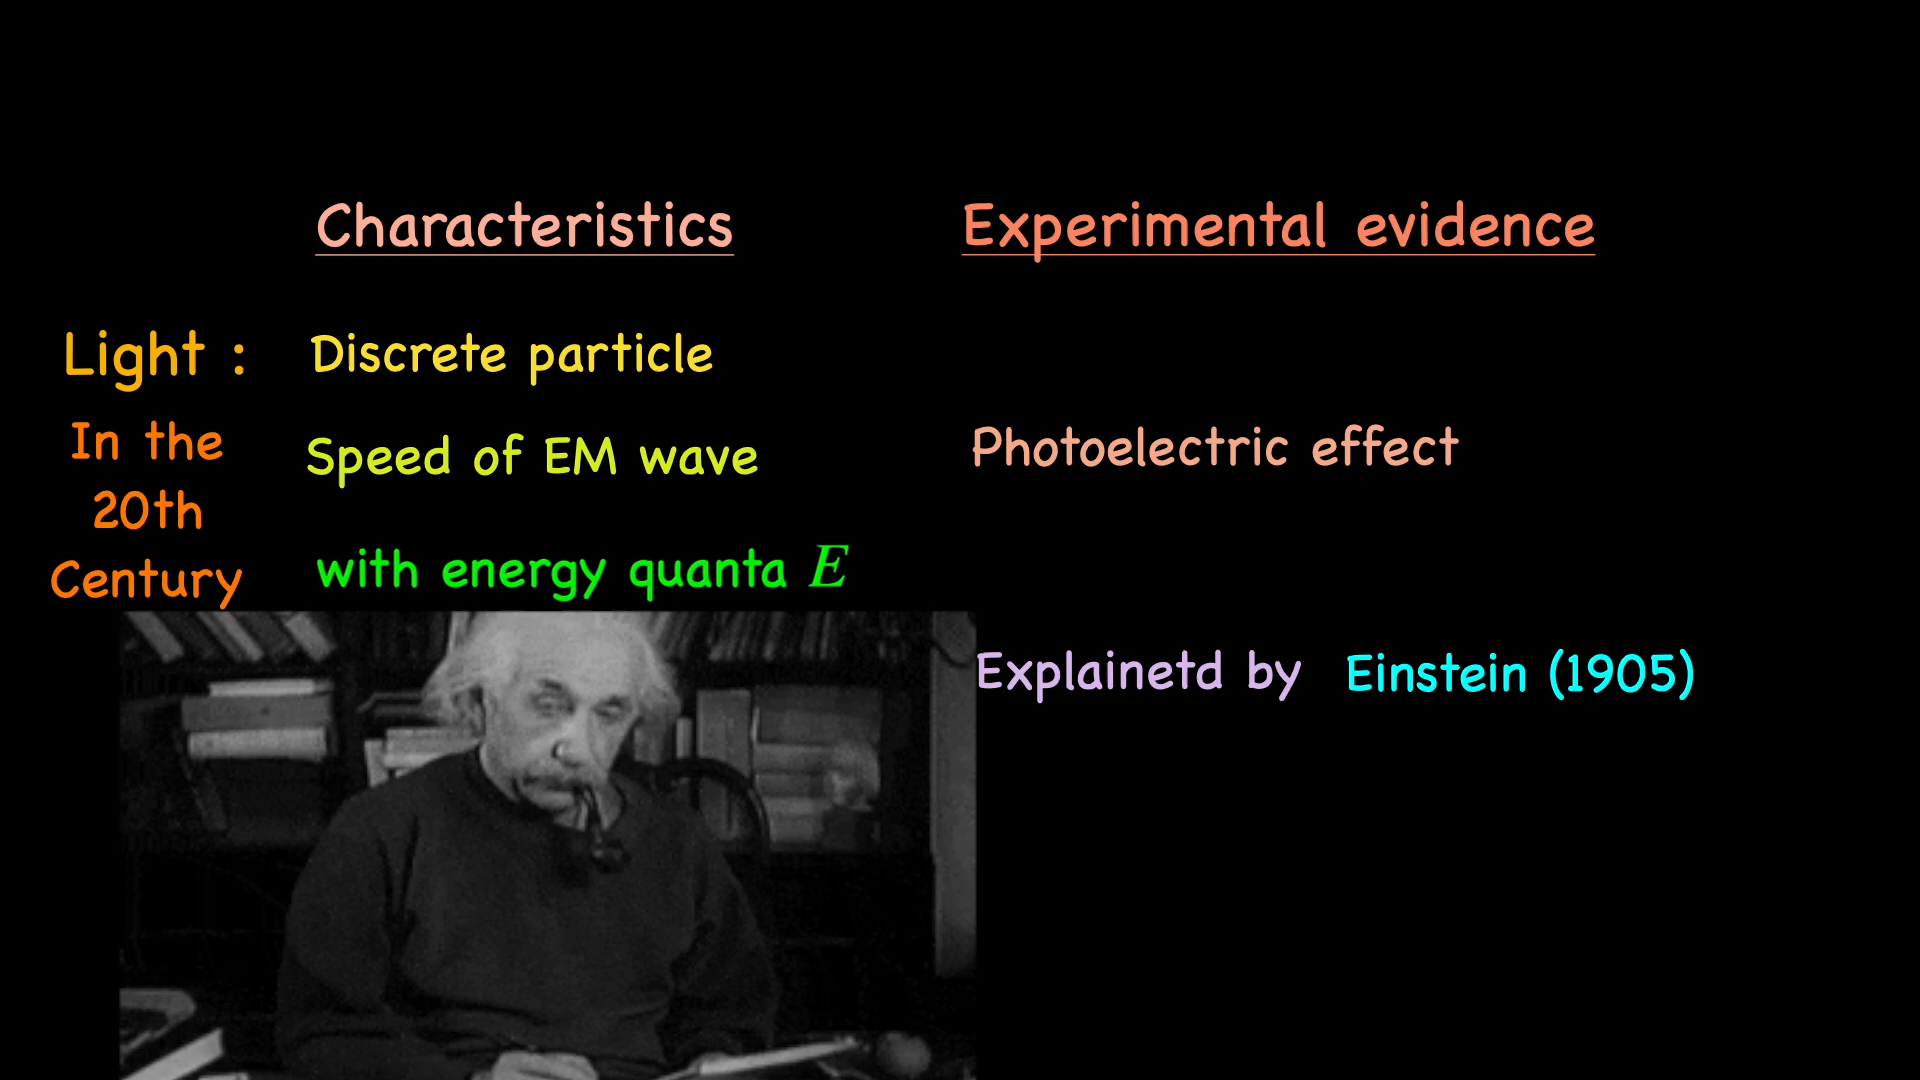 Characteristics
Experimental evidence
Light :
Discrete particle
In the
20th
Century
Speed of EM wave
Photoelectric effect
with energy quanta E
Explainetd by Einstein (1905)